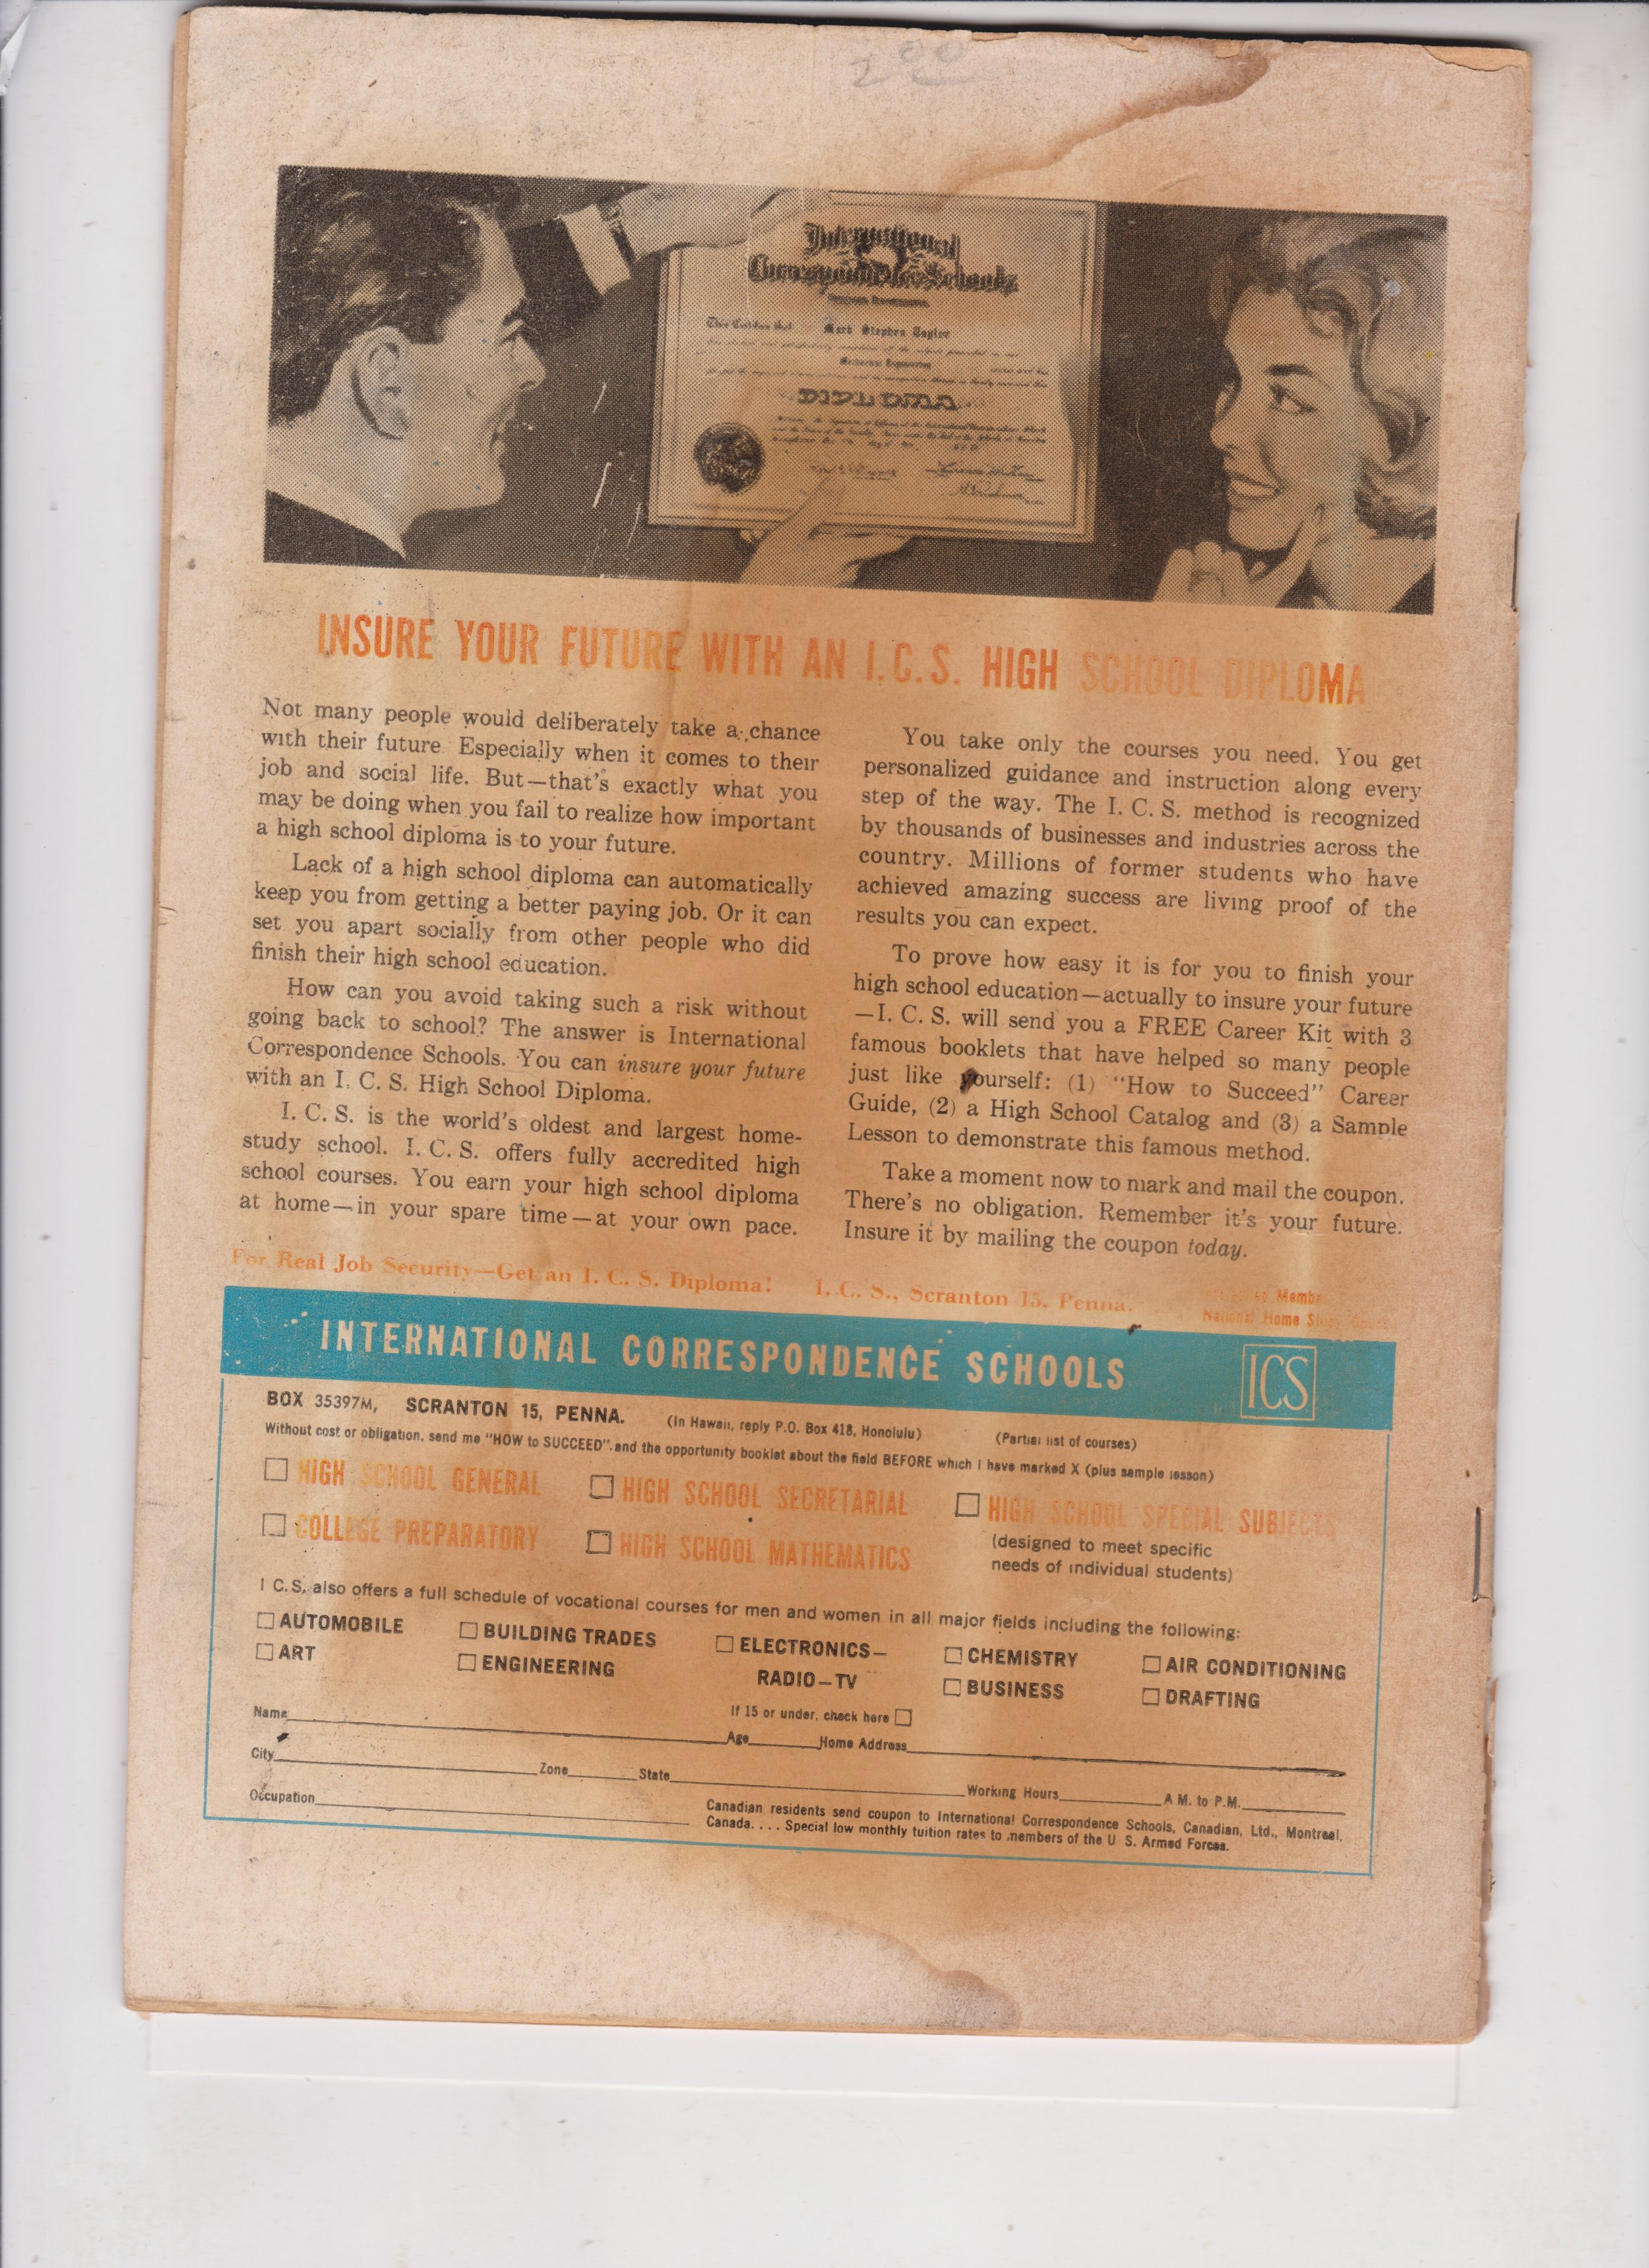 2 00
International
Correspondence Schools
This Certifies that Mark Stephen Taylor
DIPLOMA
INSURE YOUR FUTURE WITH AN I.C.S. HIGH SCHOOL DIPLOMA
Not many people would deliberately take a chance
with their future Especially when it comes to their
job and social life. But—that's exactly what you
may be doing when you fail to realize how important
a high school diploma is to your future.
Lack of a high school diploma can automatically
keep you from getting a better paying job. Or it can
set you apart socially from other people who did
finish their high school education.
How can you avoid taking such a risk without
going back to school? The answer is International
Correspondence Schools. You can insure your future
with an I. C. S. High School Diploma.
I. C. S. is the world's oldest and largest home-
study school. I. C. S. offers fully accredited high
school courses. You earn your high school diploma
at home—in your spare time—at your own pace.
You take only the courses you need. You get
personalized guidance and instruction along every
step of the way. The I. C. S. method is recognized
by thousands of businesses and industries across the
country. Millions of former students who have
achieved amazing success are living proof of the
results you can expect.
To prove how easy it is for you to finish your
high school education—actually to insure your future
—I. C. S. will send you a FREE Career Kit with 3
famous booklets that have helped so many people
just like yourself: (1) "How to Succeed" Career
Guide, (2) a High School Catalog and (3) a Sample
Lesson to demonstrate this famous method.
Take a moment now to mark and mail the coupon.
There's no obligation. Remember it's your future.
Insure it by mailing the coupon today.
For Real Job Security—Get an I. C. S. Diploma! I. C. S., Scranton 15, Penna.
National Home
INTERNATIONAL CORRESPONDENCE SCHOOLS ICS
BOX 35397M, SCRANTON 15, PENNA. (In Hawaii, reply P.O. Box 418, Honolulu) (Partial list of courses)
Without cost or obligation, send me "HOW to SUCCEED" and the opportunity booklet about the field BEFORE which I have marked X (plus sample lesson)
HIGH SCHOOL GENERAL HIGH SCHOOL SECRETARIAL HIGH SCHOOL SPECIAL SUBJECTS
COLLEGE PREPARATORY HIGH SCHOOL MATHEMATICS (designed to meet specific
needs of individual students)
I C.S. also offers a full schedule of vocational courses for men and women in all major fields including the following:
AUTOMOBILE BUILDING TRADES ELECTRONICS— CHEMISTRY AIR CONDITIONING
ART ENGINEERING RADIO—TV BUSINESS DRAFTING
If 15 or under, check here
Name Age Home Address
City Zone State Working Hours A M. to P.M.
Occupation
Canadian residents send coupon to International Correspondence Schools, Canadian, Ltd., Montreal,
Canada. . . . Special low monthly tuition rates to members of the U S. Armed Forces.